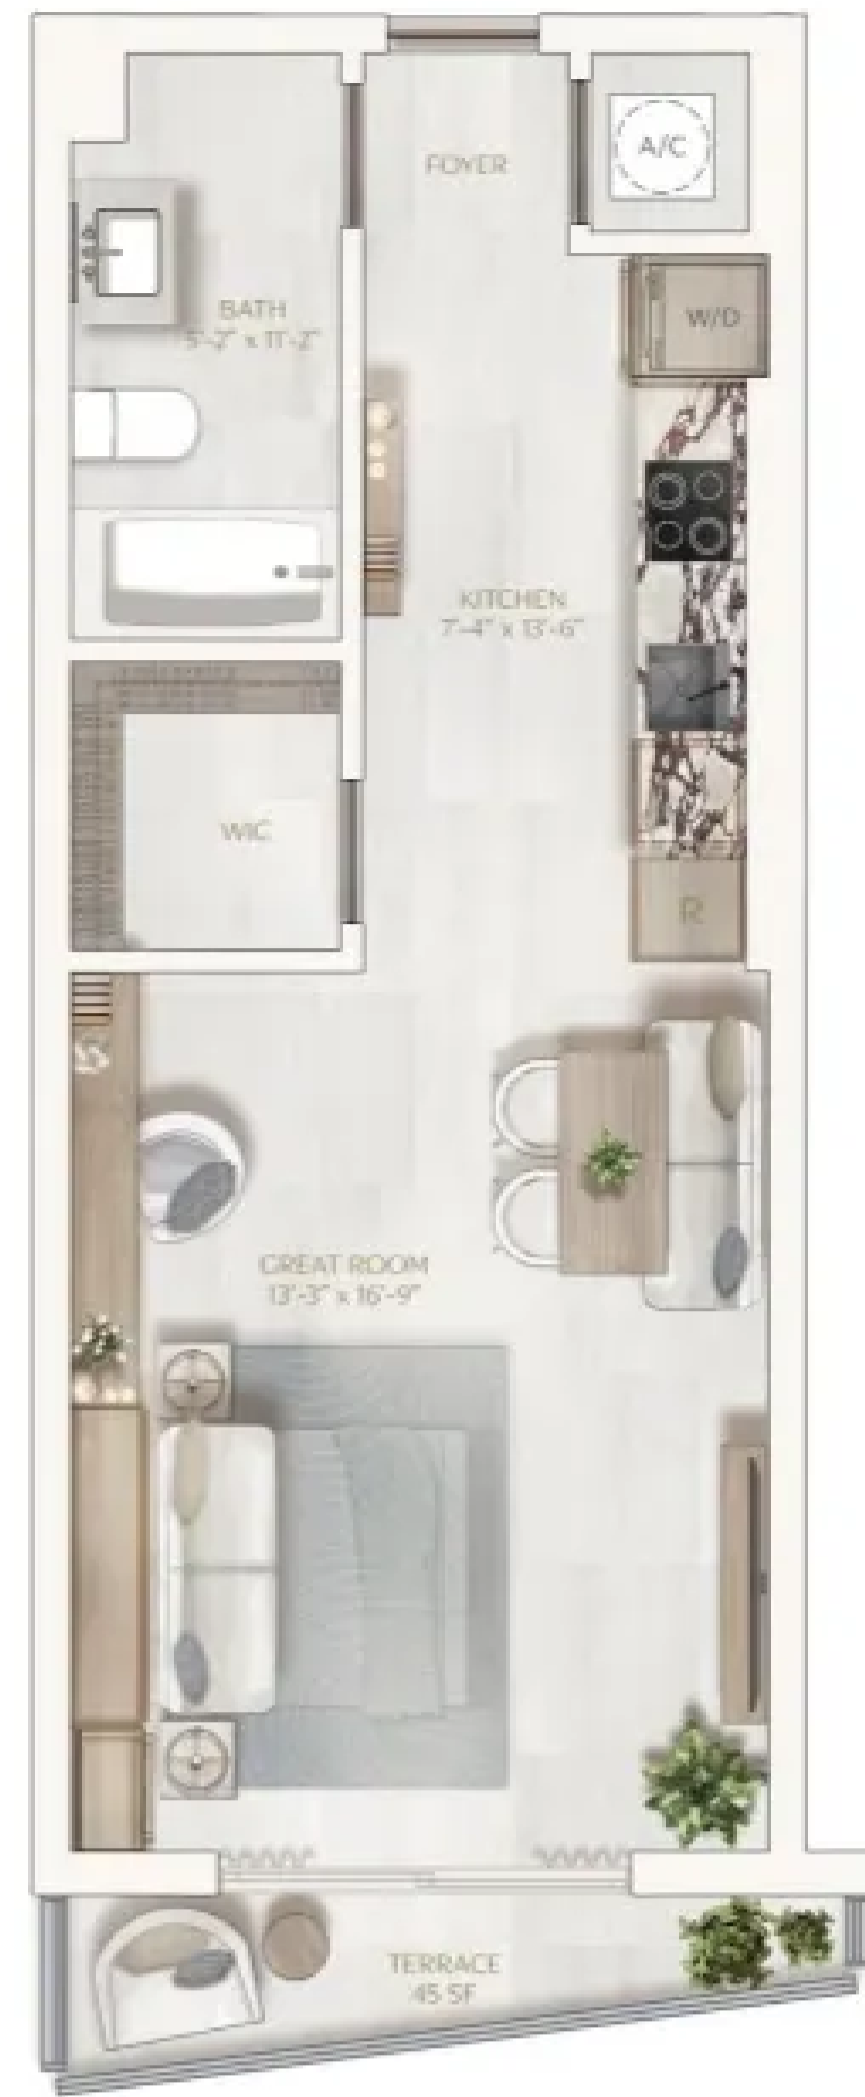 FOYER
A/C
BATH
5'-2" x 11'-2"
W/D
KITCHEN
7'-4" x 13'-6"
WIC
R
GREAT ROOM
13'-3" x 16'-9"
TERRACE
45 SF